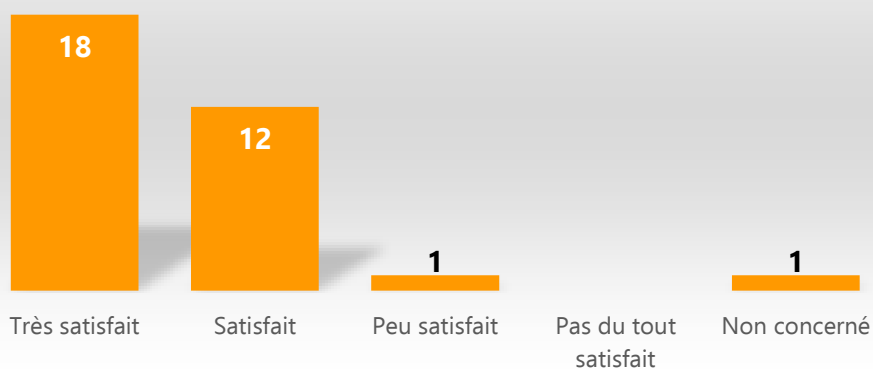 18
12
1
1
Très satisfait
Satisfait
Peu satisfait
Pas du tout
satisfait
Non concerné